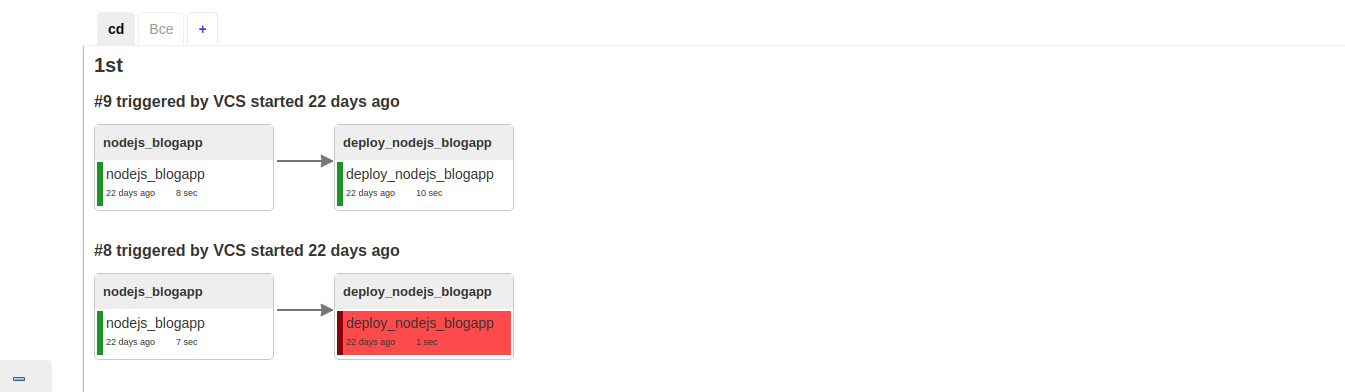 cd Все +
1st
#9 triggered by VCS started 22 days ago
nodejs_blogapp deploy_nodejs_blogapp
nodejs_blogapp deploy_nodejs_blogapp
22 days ago 8 sec 22 days ago 10 sec
#8 triggered by VCS started 22 days ago
nodejs_blogapp deploy_nodejs_blogapp
nodejs_blogapp deploy_nodejs_blogapp
22 days ago 7 sec 22 days ago 1 sec